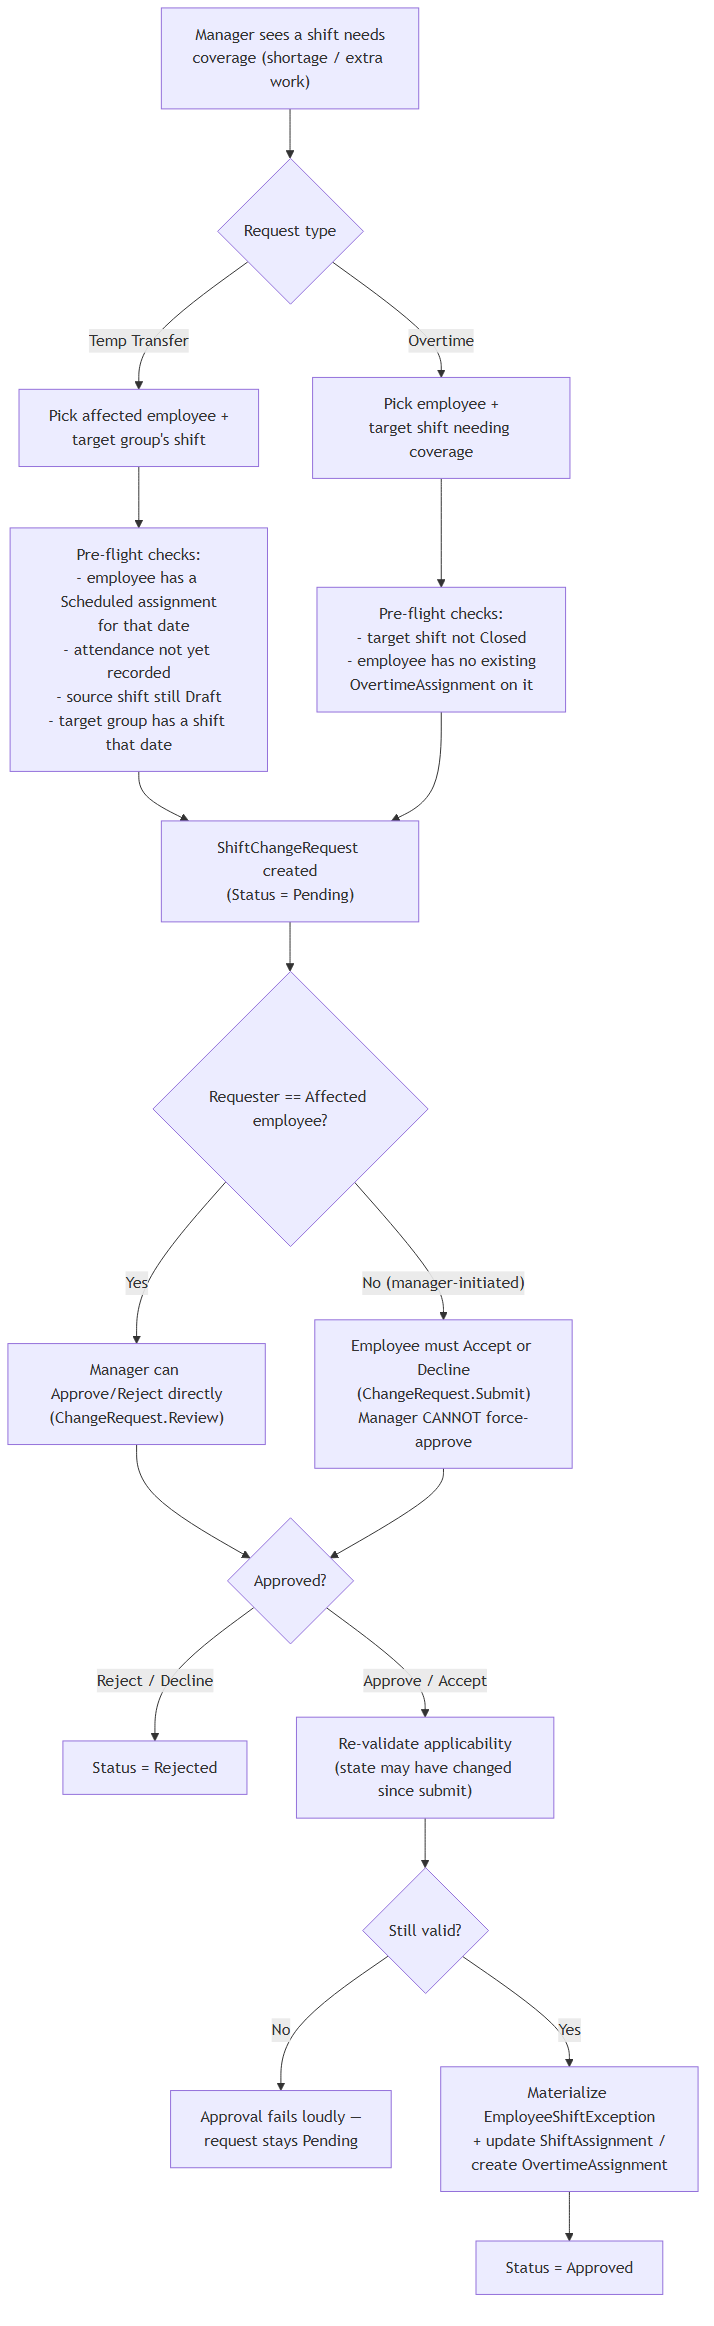 Manager sees a shift needs
coverage (shortage / extra
work)
Request type
Temp Transfer
Overtime
Pick affected employee +
target group's shift
Pick employee +
target shift needing
coverage
Pre-flight checks:
- employee has a
Scheduled assignment
for that date
- attendance not yet
recorded
- source shift still Draft
- target group has a shift
that date
Pre-flight checks:
- target shift not Closed
- employee has no existing
OvertimeAssignment on it
ShiftChangeRequest
created
(Status = Pending)
Requester == Affected
employee?
Yes
No (manager-initiated)
Manager can
Approve/Reject directly
(ChangeRequest.Review)
Employee must Accept or
Decline
(ChangeRequest.Submit)
Manager CANNOT force-
approve
Approved?
Reject / Decline
Approve / Accept
Status = Rejected
Re-validate applicability
(state may have changed
since submit)
Still valid?
No
Yes
Approval fails loudly —
request stays Pending
Materialize
EmployeeShiftException
+ update ShiftAssignment /
create OvertimeAssignment
Status = Approved